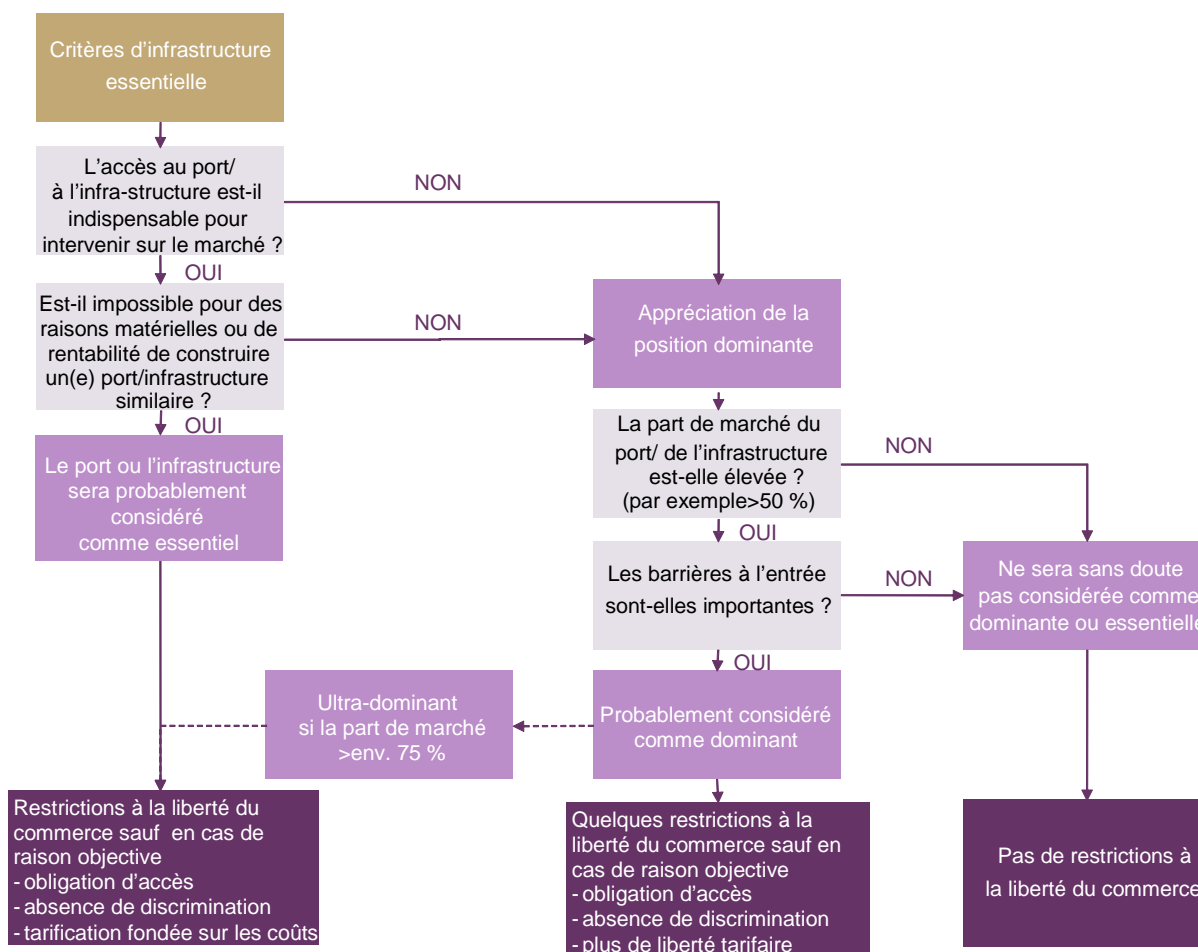 Critères d'infrastructure
essentielle
L'accès au port/
à l'infra-structure est-il
indispensable pour
intervenir sur le marché ?
NON
OUI
Est-il impossible pour des
raisons matérielles ou de
rentabilité de construire
un(e) port/infrastructure
similaire ?
NON
Appréciation de la
position dominante
OUI
Le port ou l'infrastructure
sera probablement
considéré
comme essentiel
La part de marché du
port/ de l'infrastructure
est-elle élevée ?
(par exemple>50 %)
NON
OUI
Les barrières à l'entrée
sont-elles importantes ?
NON
Ne sera sans doute
pas considérée comme
dominante ou essentielle
OUI
Ultra-dominant
si la part de marché
>env. 75 %
Probablement considéré
comme dominant
Restrictions à la liberté du
commerce sauf en cas de
raison objective
- obligation d'accès
- absence de discrimination
- tarification fondée sur les coûts
Quelques restrictions à la
liberté du commerce sauf en
cas de raison objective
- obligation d'accès
- absence de discrimination
- plus de liberté tarifaire
Pas de restrictions à
la liberté du commerce